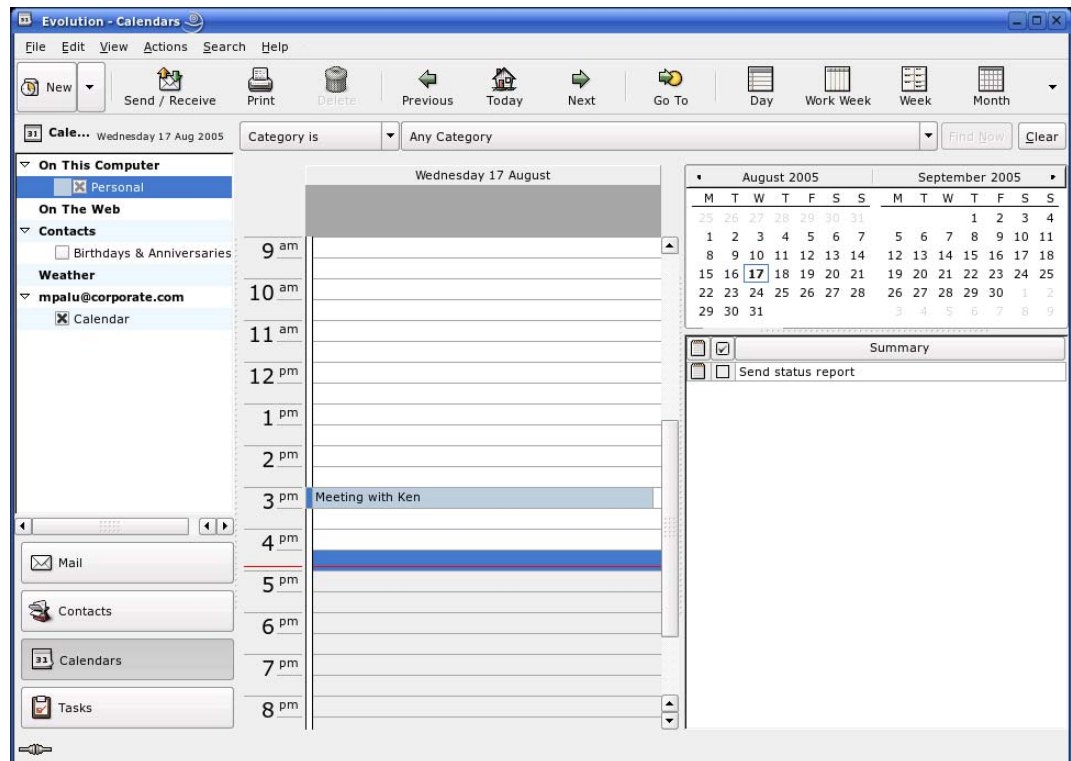 Evolution - Calendars
File Edit View Actions Search Help
New Send / Receive Print Delete Previous Today Next Go To Day Work Week Week Month
31 Cale... Wednesday 17 Aug 2005 Category is Any Category Find Now Clear
On This Computer
Personal
On The Web
Contacts
Birthdays & Anniversaries
Weather
mpalu@corporate.com
Calendar
Mail
Contacts
31 Calendars
Tasks
Wednesday 17 August
9 am
10 am
11 am
12 pm
1 pm
2 pm
3 pm Meeting with Ken
4 pm
5 pm
6 pm
7 pm
8 pm
August 2005
M T W T F S S
25 26 27 28 29 30 31
1 2 3 4 5 6 7
8 9 10 11 12 13 14
15 16 17 18 19 20 21
22 23 24 25 26 27 28
29 30 31
September 2005
M T W T F S S
1 2 3 4
5 6 7 8 9 10 11
12 13 14 15 16 17 18
19 20 21 22 23 24 25
26 27 28 29 30 1 2
3 4 5 6 7 8 9
Summary
Send status report